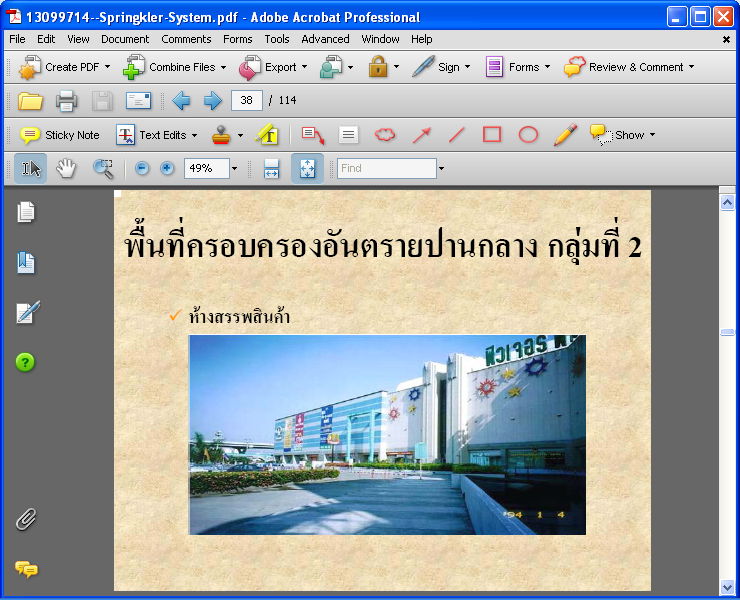 13099714--Springkler-System.pdf - Adobe Acrobat Professional
File Edit View Document Comments Forms Tools Advanced Window Help
Create PDF Combine Files Export Sign Forms Review & Comment
38 / 114
Sticky Note Text Edits Show
49% Find
พื้นที่ครอบครองอันตรายปานกลาง กลุ่มที่ 2
ห้างสรรพสินค้า
ฟิวเจอร์
'94 1 4